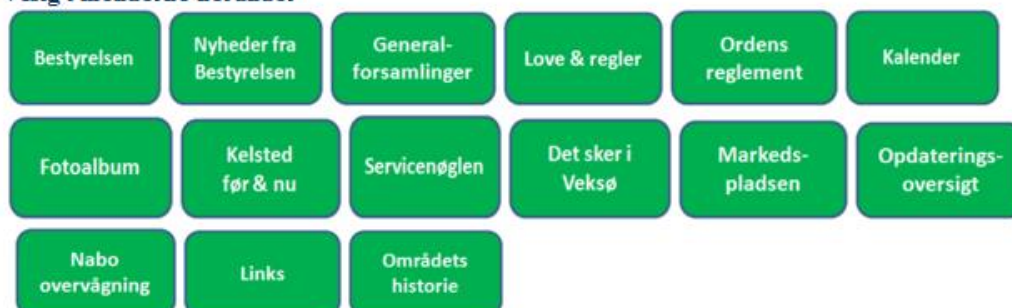 Bestyrelsen
Nyheder fra
Bestyrelsen
General-
forsamlinger
Love & regler
Ordens
reglement
Kalender
Fotoalbum
Kelsted
før & nu
Servicenøglen
Det sker i
Veksø
Markeds-
pladsen
Opdaterings-
oversigt
Nabo
overvågning
Links
Områdets
historie